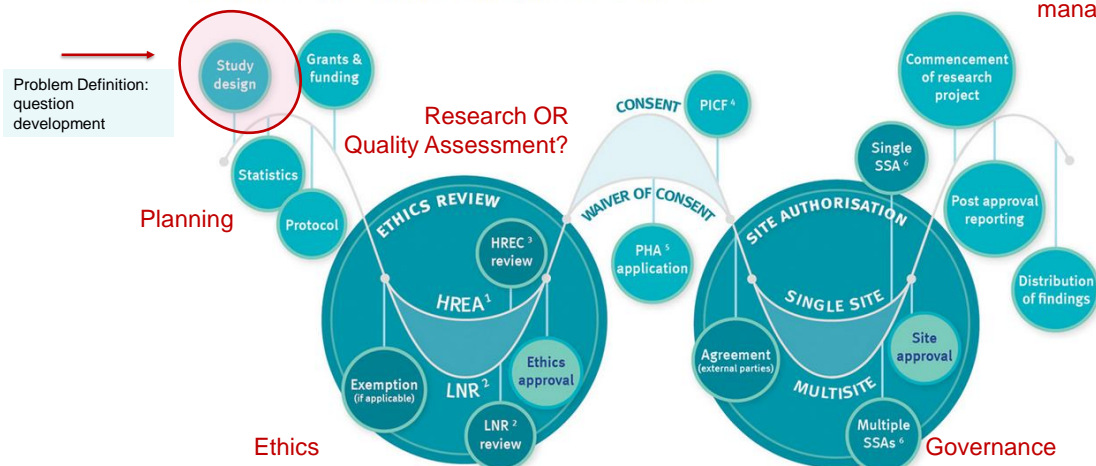 mana
Problem Definition:
question
development
Study
design
Grants &
funding
Statistics
Protocol
Planning
Research OR
Quality Assessment?
ETHICS REVIEW
HREC 3
review
HREA1
Exemption
(if applicable)
LNR 2
Ethics
approval
LNR 2
review
Ethics
CONSENT
PICF 4
WAIVER OF CONSENT
PHA 5
application
SITE AUTHORISATION
Single
SSA 6
SINGLE SITE
Agreement
(external parties)
MULTISITE
Site
approval
Multiple
SSAs 6
Governance
Commencement
of research
project
Post approval
reporting
Distribution
of findings